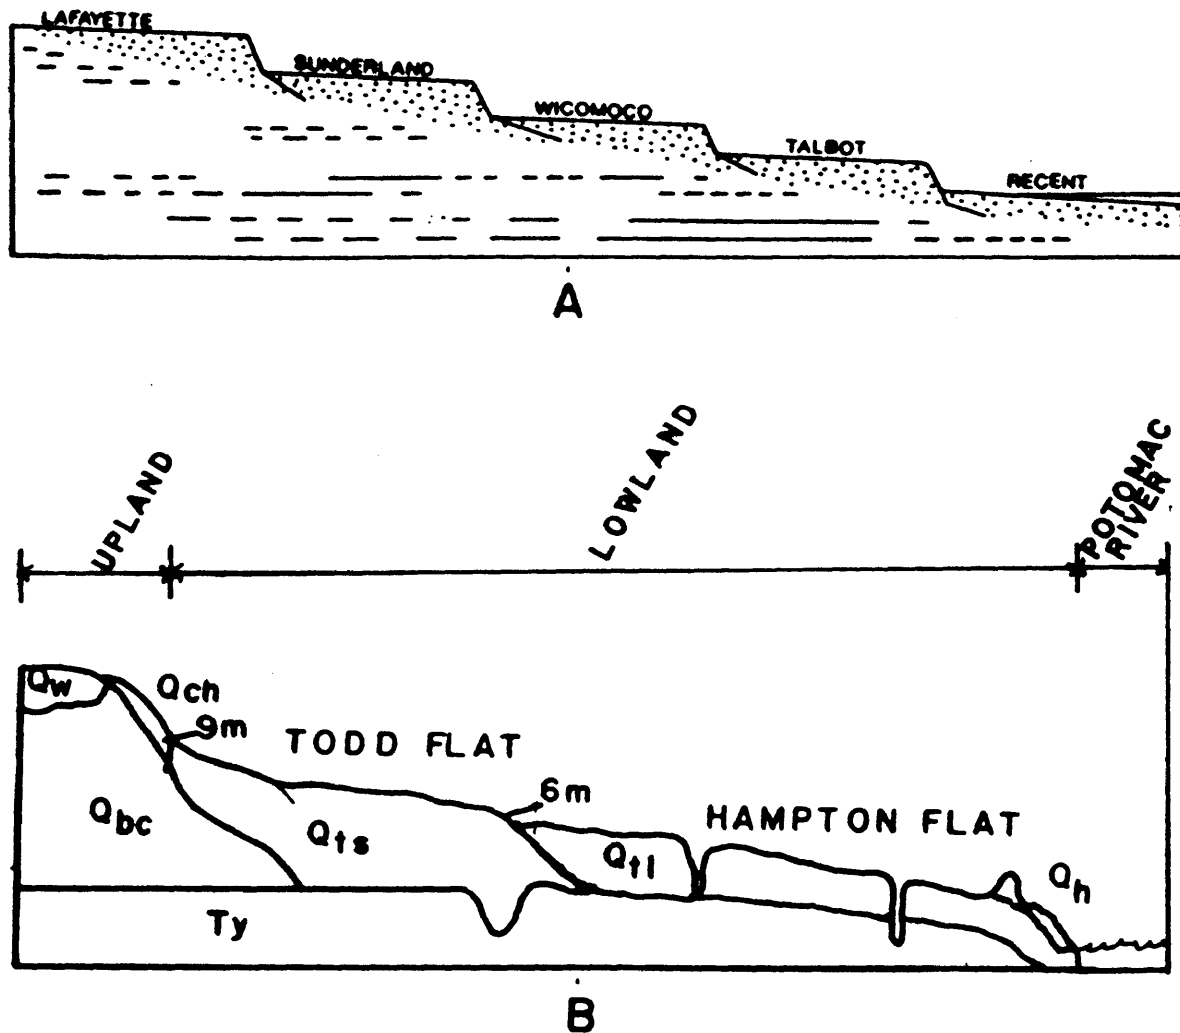 LAFAYETTE
SUNDERLAND
WICOMOCO
TALBOT
RECENT
A
UPLAND
LOWLAND
POTOMAC
RIVER
Qw
Qch
9m
TODD FLAT
6m
HAMPTON FLAT
Qbc
Qts
Qtl
Qh
Ty
B